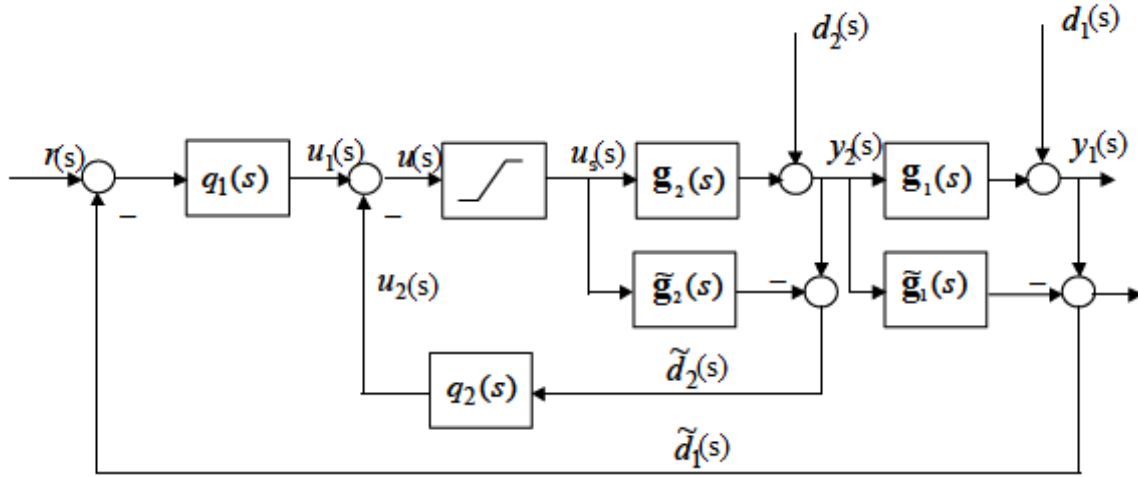 d₂(s)
d₁(s)
r(s)
q₁(s)
u₁(s)
u(s)
uₛ(s)
g₂(s)
y₂(s)
g₁(s)
y₁(s)
−
−
u₂(s)
g̃₂(s)
−
g̃₁(s)
−
q₂(s)
d̃₂(s)
d̃₁(s)